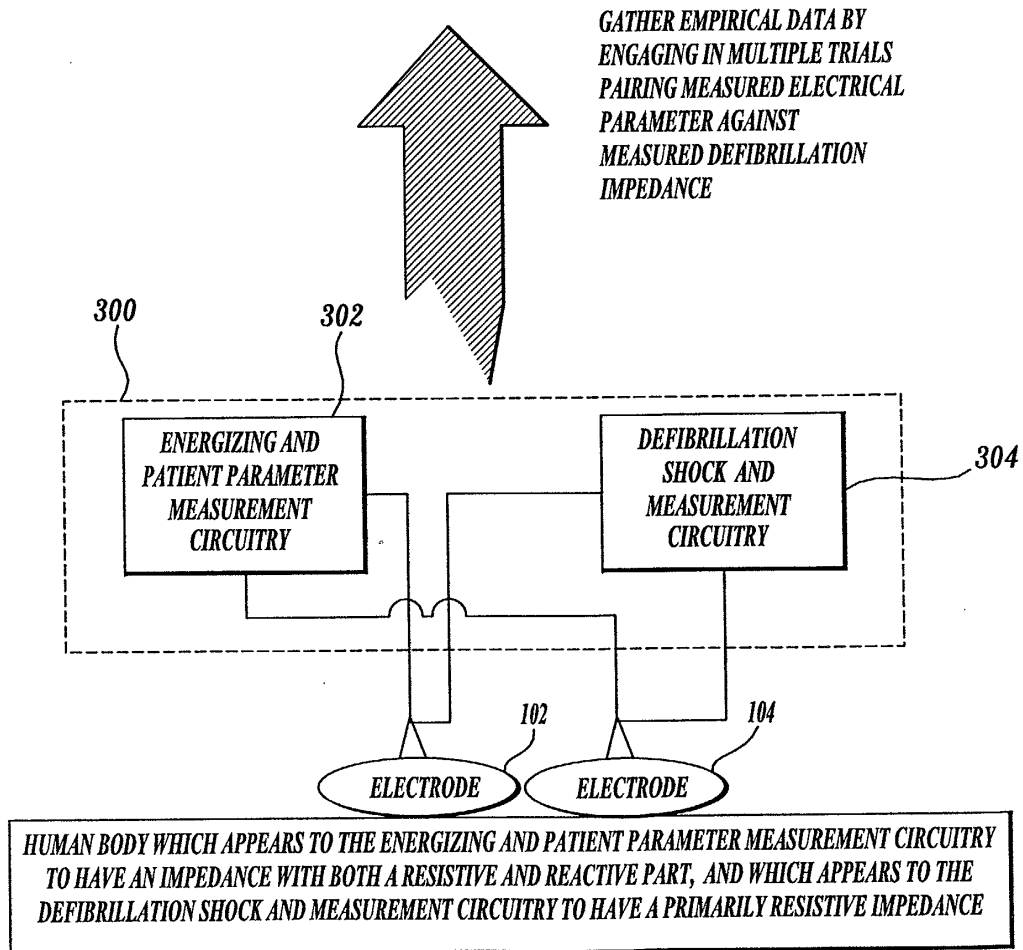 GATHER EMPIRICAL DATA BY
ENGAGING IN MULTIPLE TRIALS
PAIRING MEASURED ELECTRICAL
PARAMETER AGAINST
MEASURED DEFIBRILLATION
IMPEDANCE
300
302
ENERGIZING AND
PATIENT PARAMETER
MEASUREMENT
CIRCUITRY
DEFIBRILLATION
SHOCK AND
MEASUREMENT
CIRCUITRY
304
102
104
ELECTRODE
ELECTRODE
HUMAN BODY WHICH APPEARS TO THE ENERGIZING AND PATIENT PARAMETER MEASUREMENT CIRCUITRY
TO HAVE AN IMPEDANCE WITH BOTH A RESISTIVE AND REACTIVE PART, AND WHICH APPEARS TO THE
DEFIBRILLATION SHOCK AND MEASUREMENT CIRCUITRY TO HAVE A PRIMARILY RESISTIVE IMPEDANCE